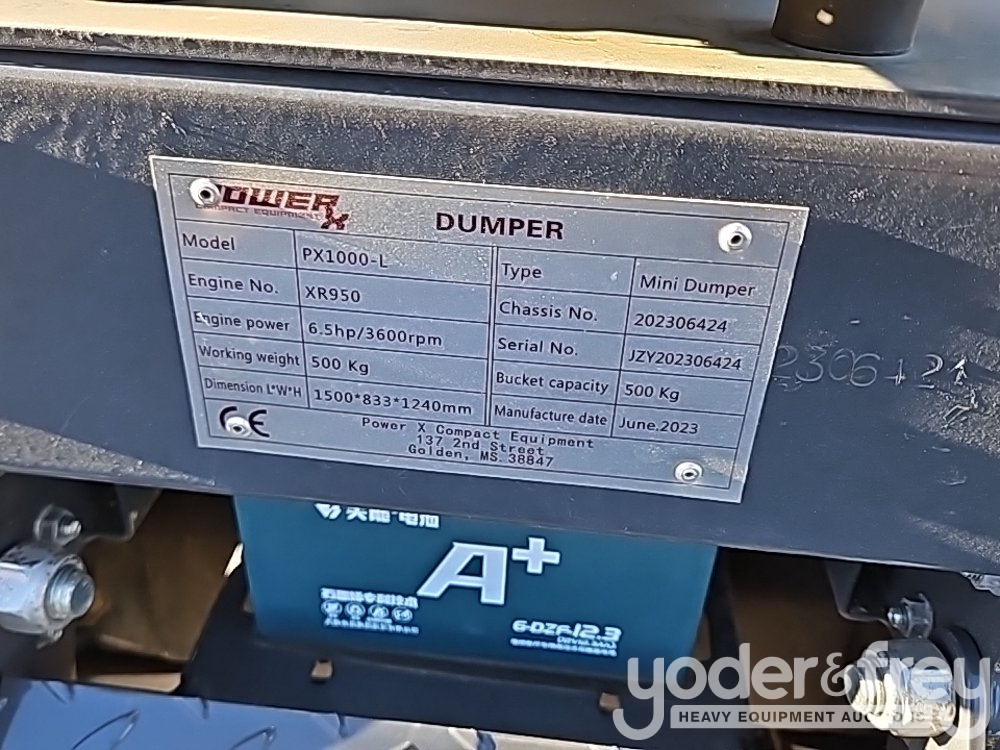 POWER X
COMPACT EQUIPMENT
DUMPER
Model PX1000-L
Engine No. XR950
Engine power 6.5hp/3600rpm
Working weight 500 Kg
Dimension L*W*H 1500*833*1240mm
Type Mini Dumper
Chassis No. 202306424
Serial No. JZY202306424
Bucket capacity 500 Kg
Manufacture date June.2023
CE
Power X Compact Equipment
137 2nd Street
Golden, MS. 38847
A+
6-DZF-12.3
yoder&frey
HEAVY EQUIPMENT AUCTIONS